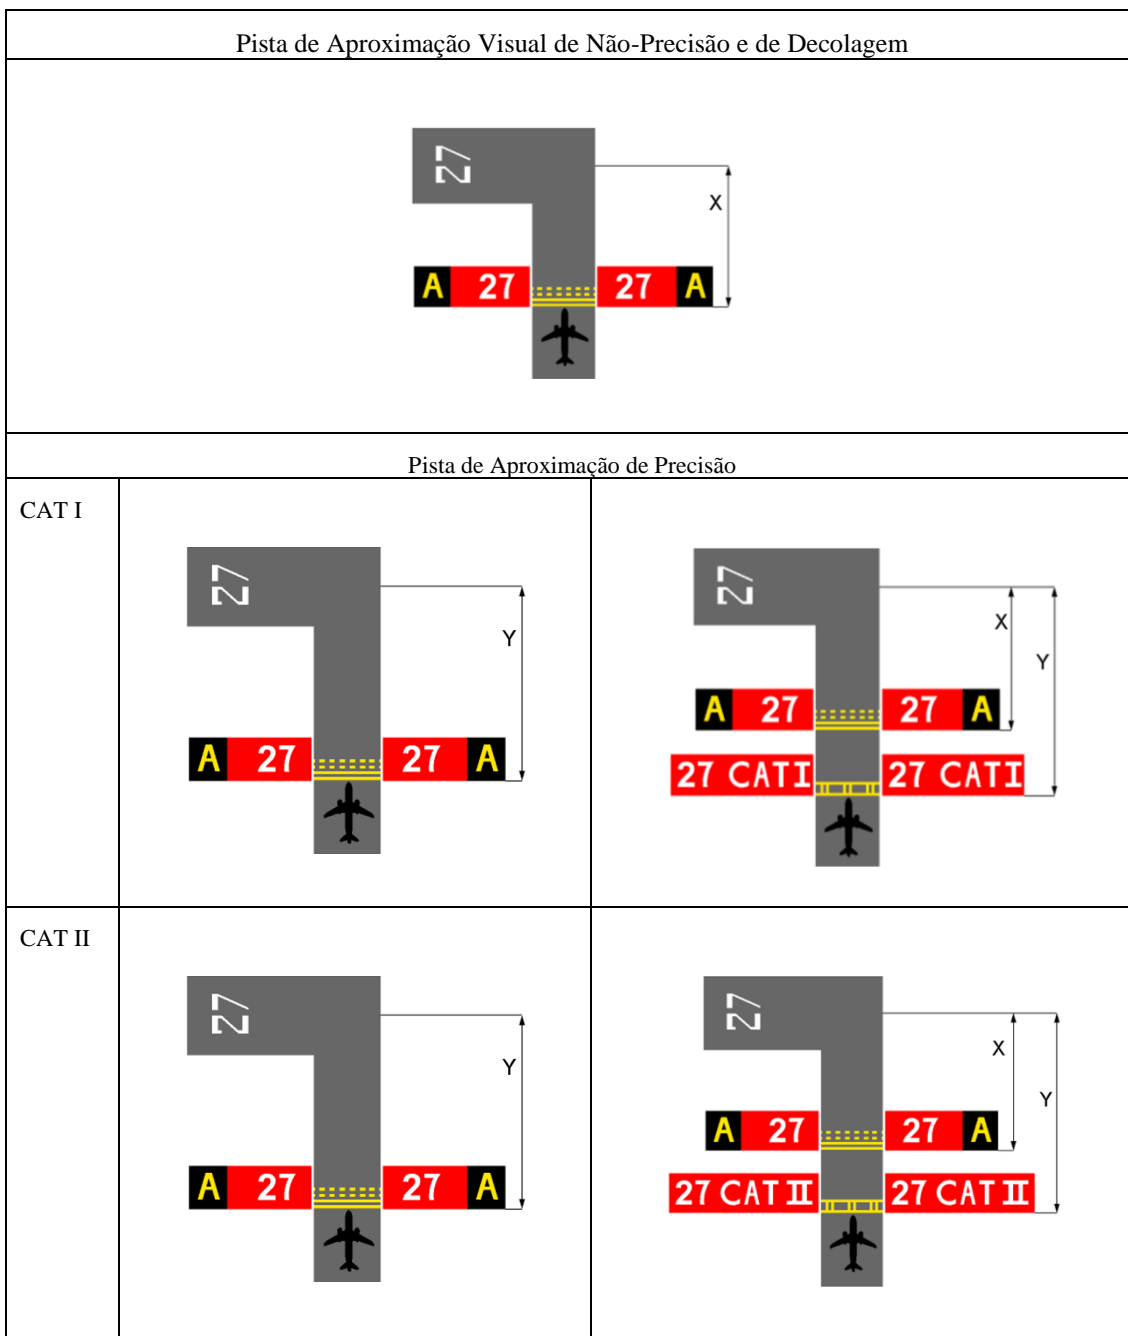 Pista de Aproximação Visual de Não-Precisão e de Decolagem
27
X
A 27 27 A
Pista de Aproximação de Precisão
CAT I
27
Y
A 27 27 A
27
X
Y
A 27 27 A
27 CAT I 27 CAT I
CAT II
27
Y
A 27 27 A
27
X
Y
A 27 27 A
27 CAT II 27 CAT II